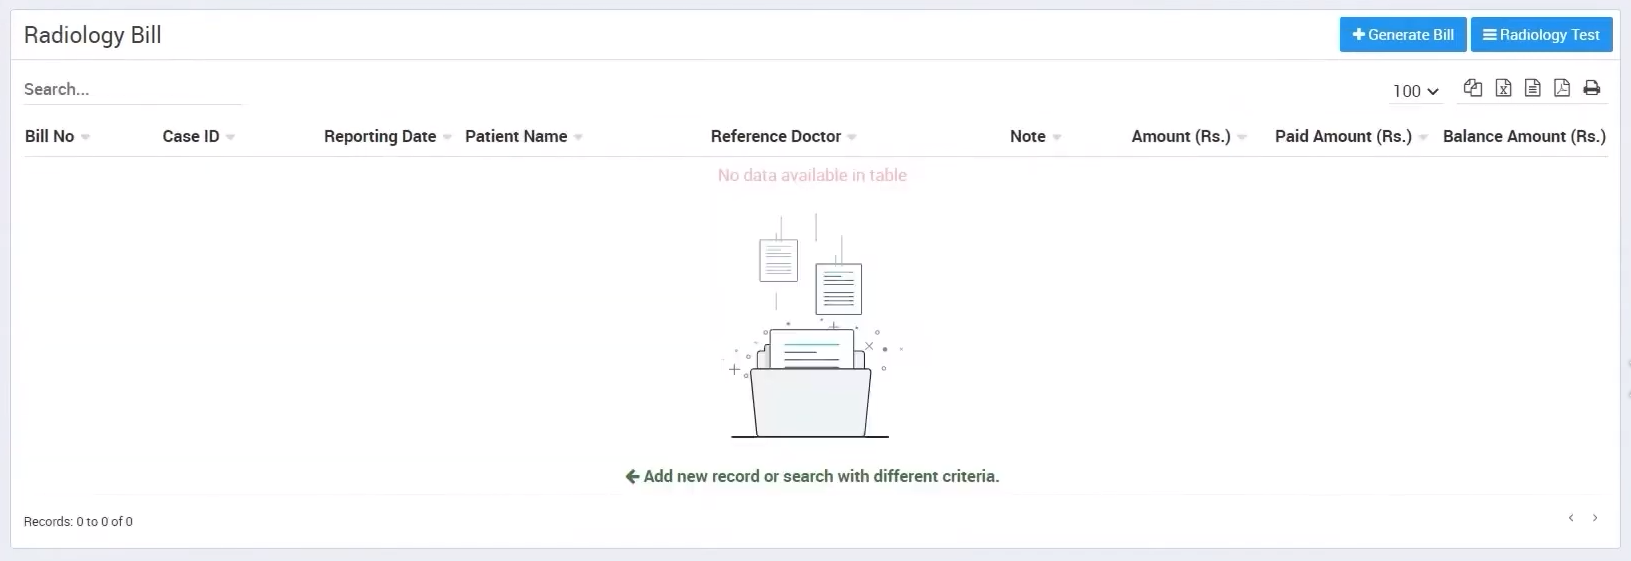 Radiology Bill
Generate Bill
Radiology Test
Search...
100
Bill No Case ID Reporting Date Patient Name Reference Doctor Note Amount (Rs.) Paid Amount (Rs.) Balance Amount (Rs.)
No data available in table
Add new record or search with different criteria.
Records: 0 to 0 of 0